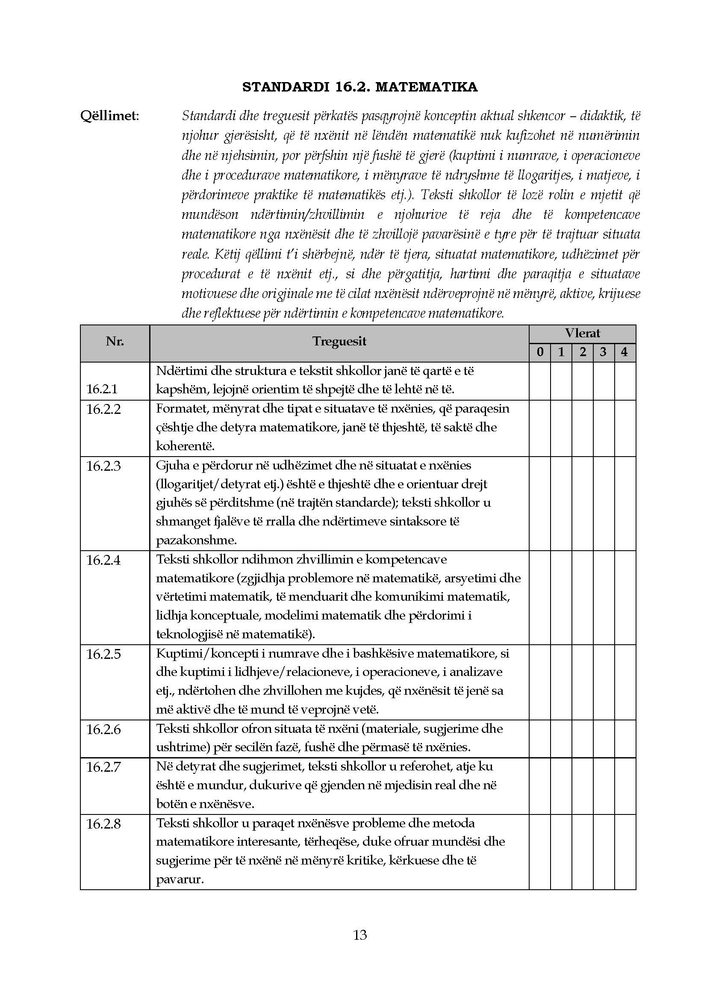 STANDARDI 16.2. MATEMATIKA
Qëllimet: Standardi dhe treguesit përkatës pasqyrojnë konceptin aktual shkencor – didaktik, të
njohur gjerësisht, që të nxënit në lëndën matematikë nuk kufizohet në numërimin
dhe në njehsimin, por përfshin një fushë të gjerë (kuptimi i numrave, i operacioneve
dhe i procedurave matematikore, i mënyrave të ndryshme të llogaritjes, i matjeve, i
përdorimeve praktike të matematikës etj.). Teksti shkollor të lozë rolin e mjetit që
mundëson ndërtimin/zhvillimin e njohurive të reja dhe të kompetencave
matematikore nga nxënësit dhe të zhvillojë pavarësinë e tyre për të trajtuar situata
reale. Këtij qëllimi t’i shërbejnë, ndër të tjera, situatat matematikore, udhëzimet për
procedurat e të nxënit etj., si dhe përgatitja, hartimi dhe paraqitja e situatave
motivuese dhe origjinale me të cilat nxënësit ndërveprojnë në mënyrë, aktive, krijuese
dhe reflektuese për ndërtimin e kompetencave matematikore.
Nr. Treguesit Vlerat
0 1 2 3 4
Ndërtimi dhe struktura e tekstit shkollor janë të qartë e të
16.2.1 kapshëm, lejojnë orientim të shpejtë dhe të lehtë në të.
16.2.2 Formatet, mënyrat dhe tipat e situatave të nxënies, që paraqesin
çështje dhe detyra matematikore, janë të thjeshtë, të saktë dhe
koherentë.
16.2.3 Gjuha e përdorur në udhëzimet dhe në situatat e nxënies
(llogaritjet/detyrat etj.) është e thjeshtë dhe e orientuar drejt
gjuhës së përditshme (në trajtën standarde); teksti shkollor u
shmanget fjalëve të rralla dhe ndërtimeve sintaksore të
pazakonshme.
16.2.4 Teksti shkollor ndihmon zhvillimin e kompetencave
matematikore (zgjidhja problemore në matematikë, arsyetimi dhe
vërtetimi matematik, të menduarit dhe komunikimi matematik,
lidhja konceptuale, modelimi matematik dhe përdorimi i
teknologjisë në matematikë).
16.2.5 Kuptimi/koncepti i numrave dhe i bashkësive matematikore, si
dhe kuptimi i lidhjeve/relacioneve, i operacioneve, i analizave
etj., ndërtohen dhe zhvillohen me kujdes, që nxënësit të jenë sa
më aktivë dhe të mund të veprojnë vetë.
16.2.6 Teksti shkollor ofron situata të nxëni (materiale, sugjerime dhe
ushtrime) për secilën fazë, fushë dhe përmasë të nxënies.
16.2.7 Në detyrat dhe sugjerimet, teksti shkollor u referohet, atje ku
është e mundur, dukurive që gjenden në mjedisin real dhe në
botën e nxënësve.
16.2.8 Teksti shkollor u paraqet nxënësve probleme dhe metoda
matematikore interesante, tërheqëse, duke ofruar mundësi dhe
sugjerime për të nxënë në mënyrë kritike, kërkuese dhe të
pavarur.
13